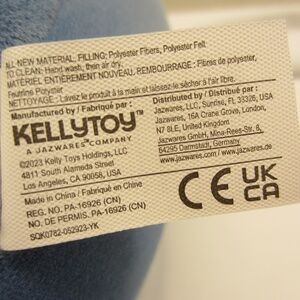 ALL NEW MATERIAL, FILLING: Polyester Fibers, Polyester Felt
TO CLEAN: Hand wash, then air dry.
MATÉRIEL ENTIÈREMENT NOUVEAU, REMBOURRAGE : Fibres de polyester,
Feutrine Polyester
NETTOYAGE : Lavez le produit à la main et laissez-le sécher à l'air libre.
Manufactured by / Fabriqué par :
KELLYTOY™
A JAZWARES® COMPANY
©2023 Kelly Toys Holdings, LLC
4811 South Alameda Street
Los Angeles, CA 90058, USA
Distributed by / Distribué par :
Jazwares, LLC, Sunrise, FL 33326, USA
Jazwares, 16A Crane Grove, London,
N7 8LE, United Kingdom
Jazwares GmbH, Mina-Rees-Str. 8,
64295 Darmstadt, Germany
www.jazwares.com
Made in China / Fabriqué en Chine
REG. NO. PA-16926 (CN)
NO. DE PERMIS. PA-16926 (CN)
SQK0782-052923-YK
CE UK
CA